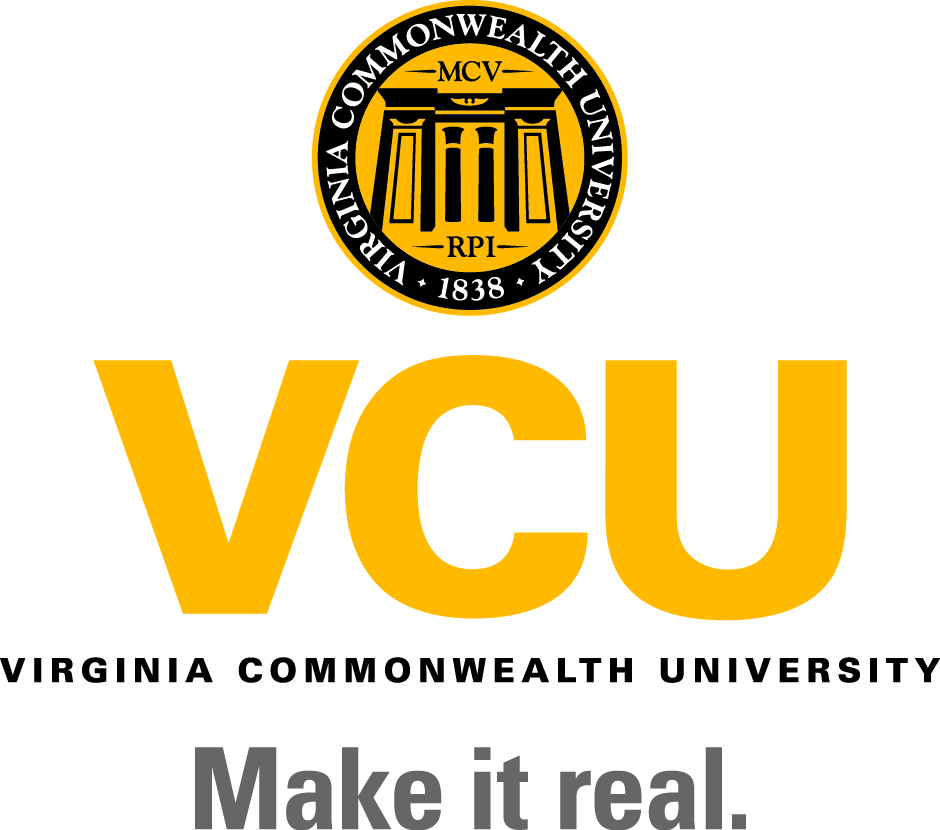 VIRGINIA COMMONWEALTH UNIVERSITY
MCV
RPI
· 1838 ·
VCU
VIRGINIA COMMONWEALTH UNIVERSITY
Make it real.